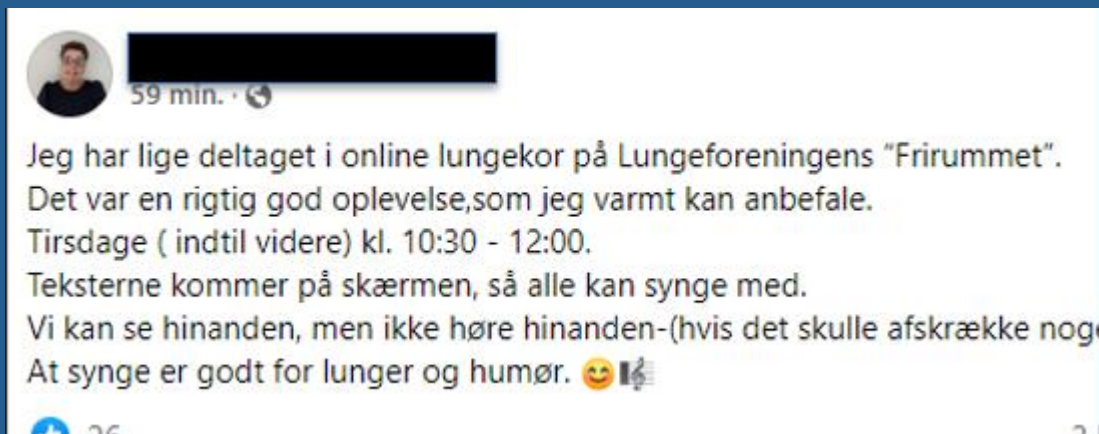 59 min. ·
Jeg har lige deltaget i online lungekor på Lungeforeningens “Frirummet”.
Det var en rigtig god oplevelse,som jeg varmt kan anbefale.
Tirsdage ( indtil videre) kl. 10:30 - 12:00.
Teksterne kommer på skærmen, så alle kan synge med.
Vi kan se hinanden, men ikke høre hinanden-(hvis det skulle afskrække
At synge er godt for lunger og humør. 😊🎼
26